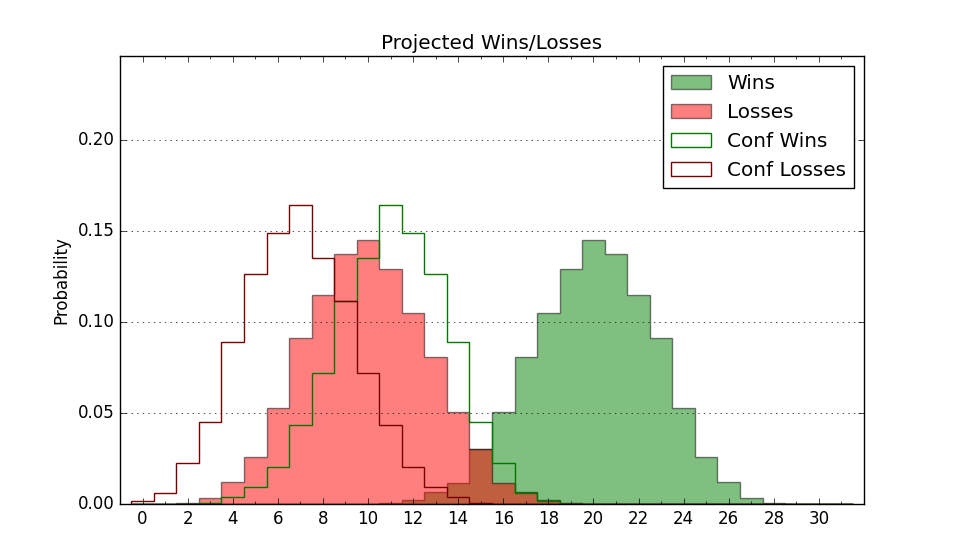 Projected Wins/Losses
Wins
Losses
Conf Wins
Conf Losses
Probability
0.20
0.15
0.10
0.05
0.00
0 2 4 6 8 10 12 14 16 18 20 22 24 26 28 30